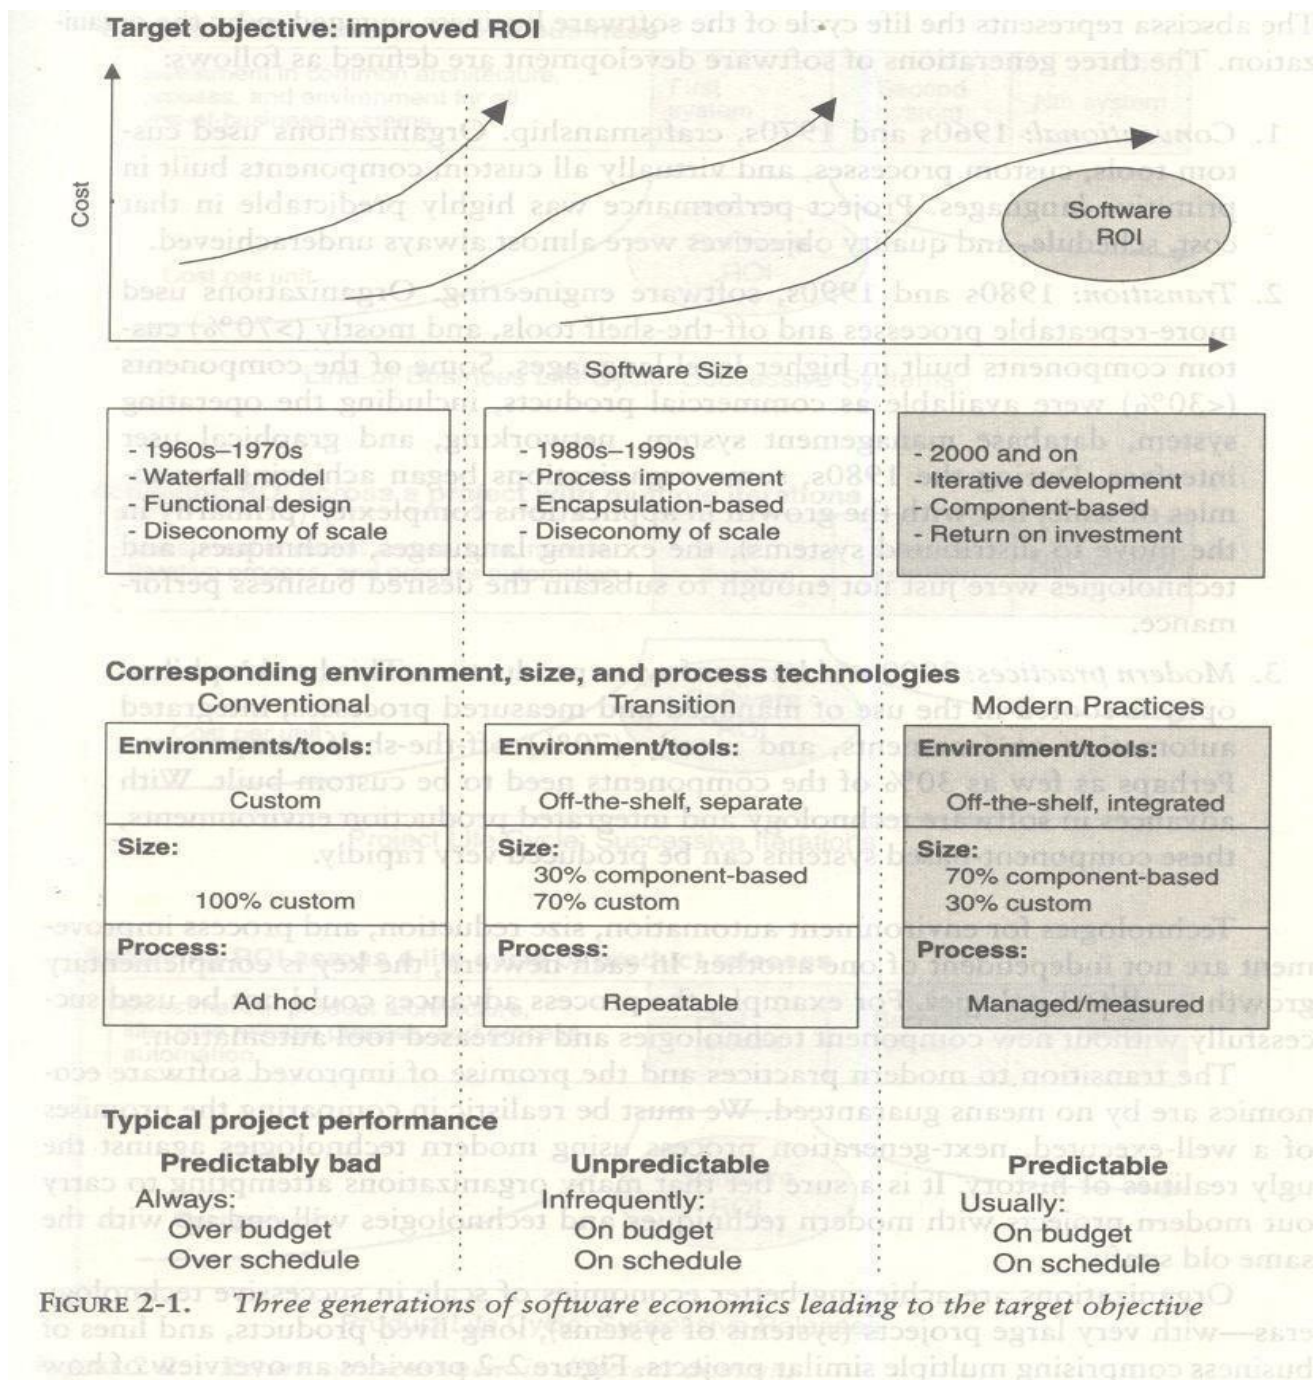 Target objective: improved ROI
Cost
Software
ROI
Software Size
- 1960s–1970s
- Waterfall model
- Functional design
- Diseconomy of scale
- 1980s–1990s
- Process Impovement
- Encapsulation-based
- Diseconomy of scale
- 2000 and on
- Iterative development
- Component-based
- Return on investment
Corresponding environment, size, and process technologies
Conventional
Transition
Modern Practices
Environments/tools:
Custom
Environment/tools:
Off-the-shelf, separate
Environment/tools:
Off-the-shelf, integrated
Size:
100% custom
Size:
30% component-based
70% custom
Size:
70% component-based
30% custom
Process:
Ad hoc
Process:
Repeatable
Process:
Managed/measured
Typical project performance
Predictably bad
Always:
Over budget
Over schedule
Unpredictable
Infrequently:
On budget
On schedule
Predictable
Usually:
On budget
On schedule
FIGURE 2-1. Three generations of software economics leading to the target objective